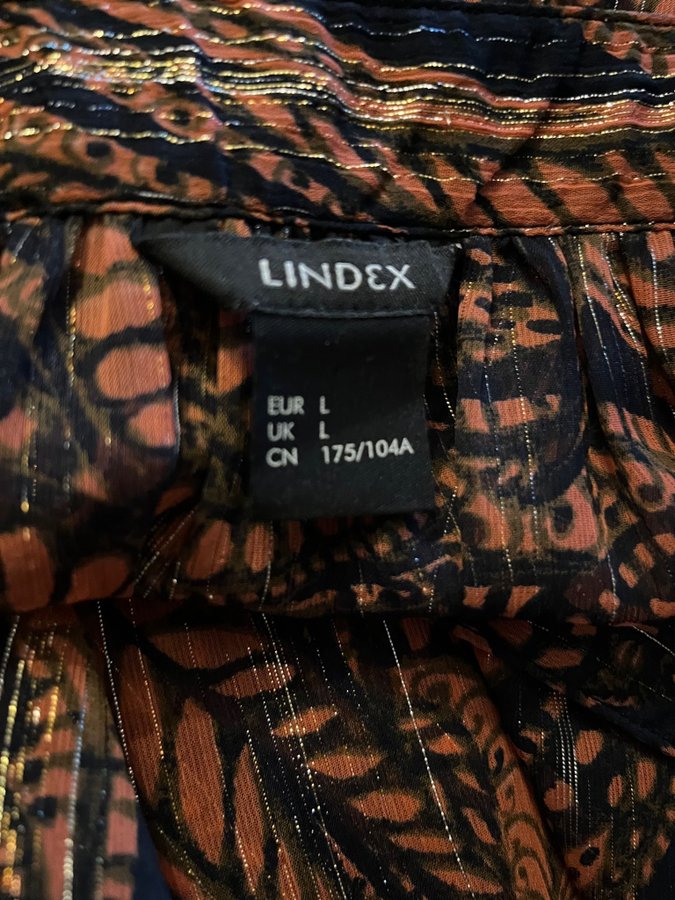 LINDEX
EUR L
UK L
CN 175/104A